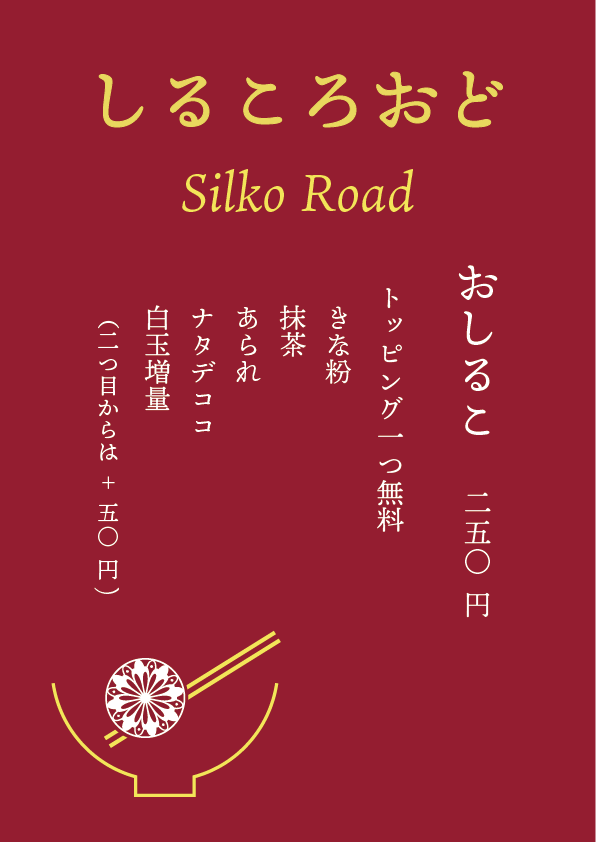 しるころおど
Silko Road
おしるこ 二五〇円
トッピング一つ無料
きな粉
抹茶
あられ
ナタデココ
白玉増量
(二つ目からは+五〇円)